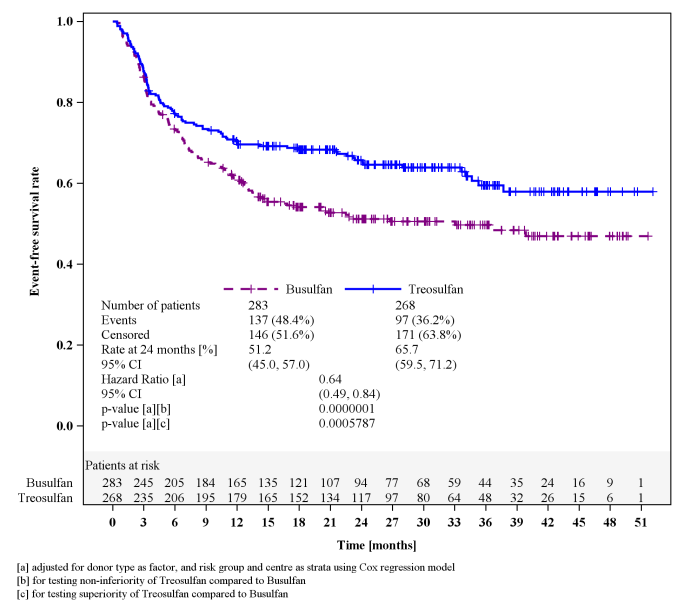 1.0
0.8
0.6
0.4
0.2
0.0
Event-free survival rate
Busulfan Treosulfan
Number of patients 283 268
Events 137 (48.4%) 97 (36.2%)
Censored 146 (51.6%) 171 (63.8%)
Rate at 24 months [%] 51.2 65.7
95% CI (45.0, 57.0) (59.5, 71.2)
Hazard Ratio [a] 0.64
95% CI (0.49, 0.84)
p-value [a][b] 0.0000001
p-value [a][c] 0.0005787
Patients at risk
Busulfan 283 245 205 184 165 135 121 107 94 77 68 59 44 35 24 16 9 1
Treosulfan 268 235 206 195 179 165 152 134 117 97 80 64 48 32 26 15 6 1
0 3 6 9 12 15 18 21 24 27 30 33 36 39 42 45 48 51
Time [months]
[a] adjusted for donor type as factor, and risk group and centre as strata using Cox regression model
[b] for testing non-inferiority of Treosulfan compared to Busulfan
[c] for testing superiority of Treosulfan compared to Busulfan